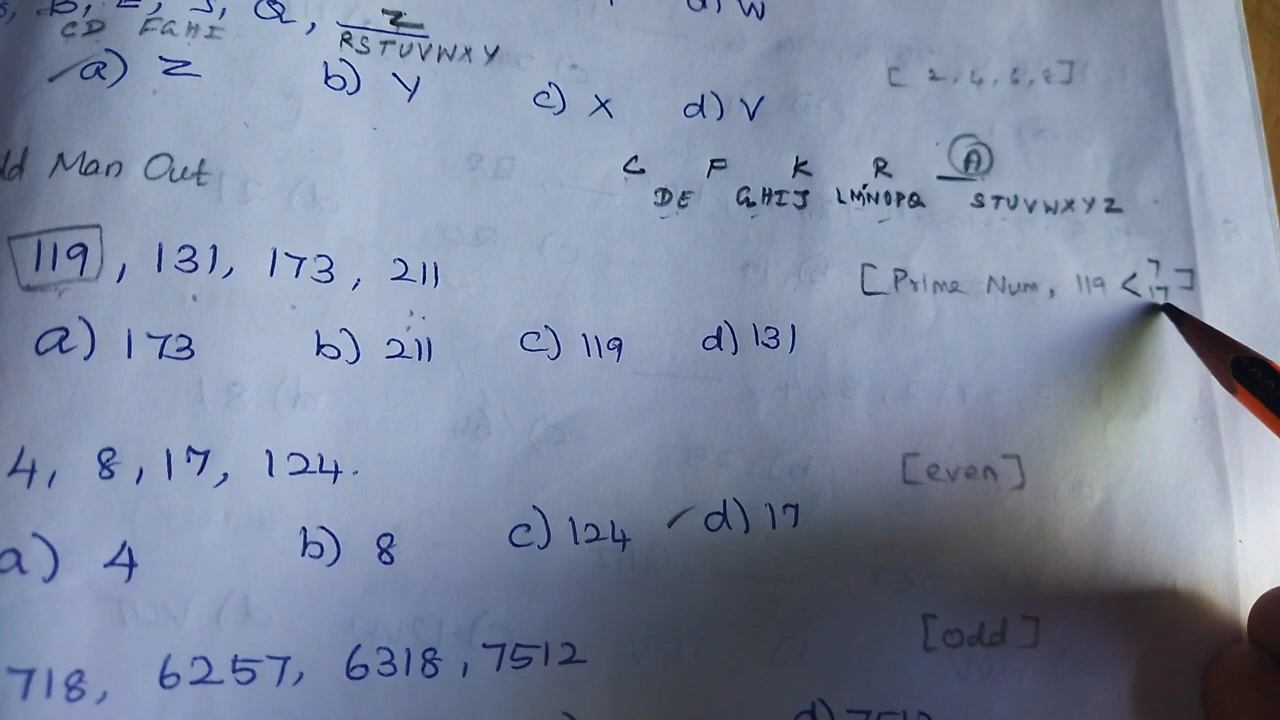 Q, Z
CD FGHI RSTUVWXY
a) Z b) Y c) X d) V
d) W
[2, 4, 6, 8]
Man Out
C F K R A
DE GHIJ LMNOPQ STUVWXYZ
119, 131, 173, 211
[Prime Num, 119 < 7 17]
a) 173 b) 211 c) 119 d) 131
4, 8, 17, 124.
[even]
a) 4 b) 8 c) 124 d) 17
718, 6257, 6318, 7512
[odd]